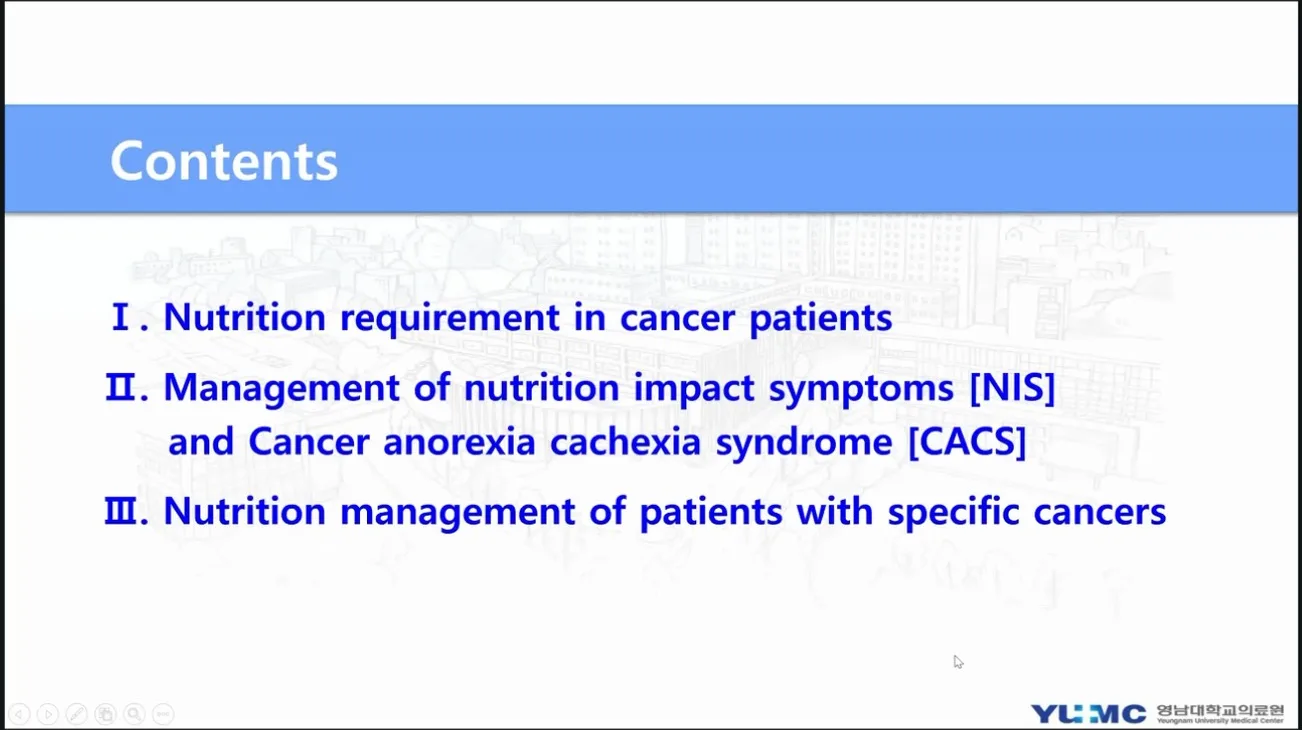 Contents
Ⅰ. Nutrition requirement in cancer patients
Ⅱ. Management of nutrition impact symptoms [NIS]
and Cancer anorexia cachexia syndrome [CACS]
Ⅲ. Nutrition management of patients with specific cancers
YUMC 영남대학교의료원
Yeungnam University Medical Center